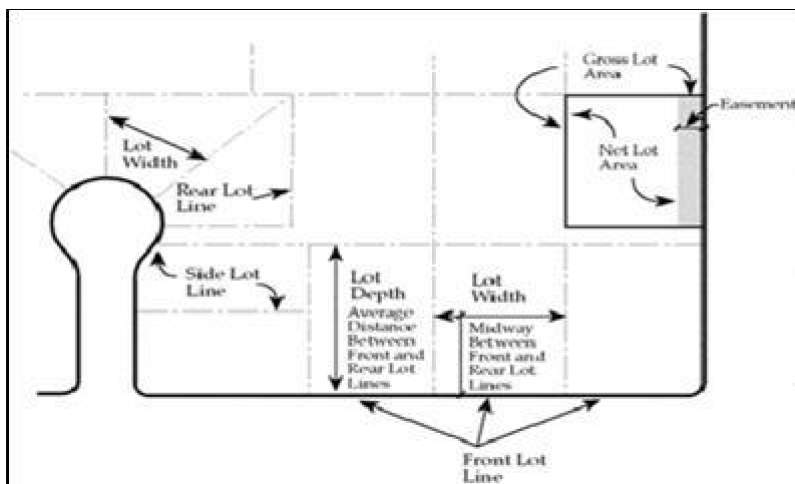 Gross Lot
Area
Easement
Lot
Width
Net Lot
Area
Rear Lot
Line
Side Lot
Line
Lot
Depth
Average
Distance
Between
Front and
Rear Lot
Lines
Lot
Width
Midway
Between
Front and
Rear Lot
Lines
Front Lot
Line